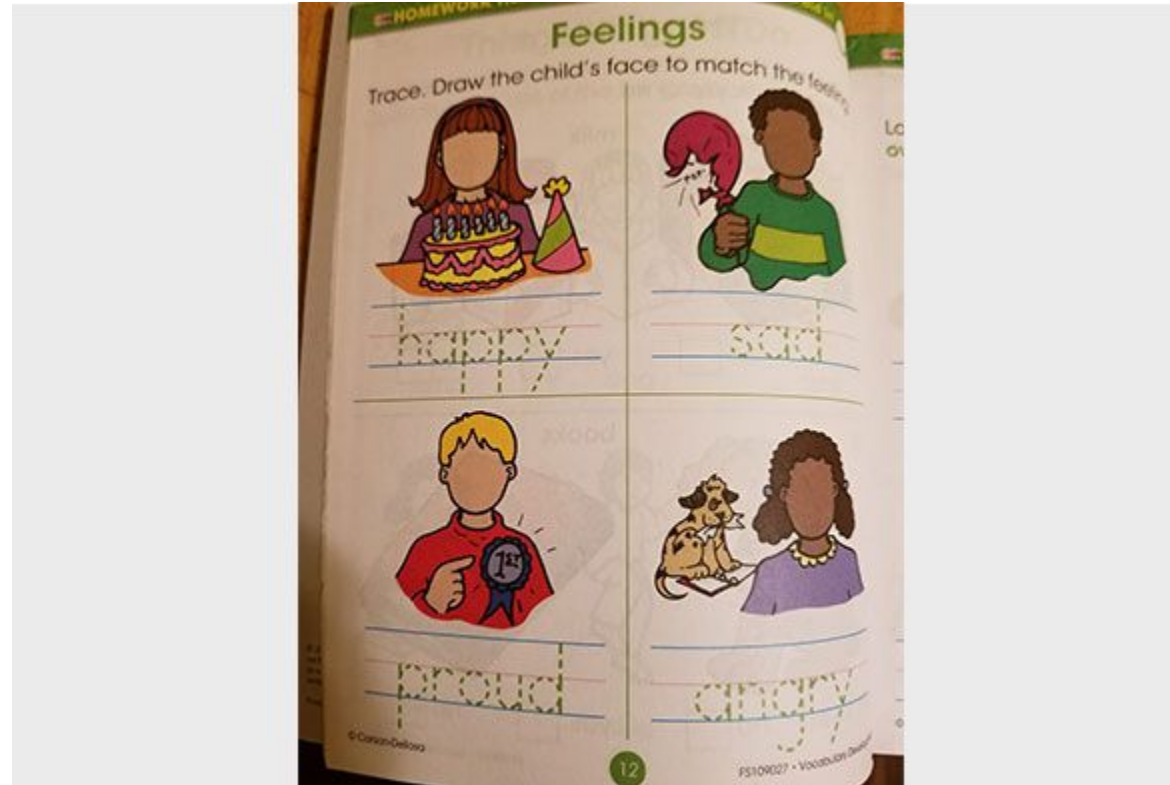 HOMEWORK
Feelings
Trace. Draw the child's face to match the feeling.
POP
happy
sad
1ST
proud
angry
© Carson-Dellosa
12
FS109027 • Vocabulary